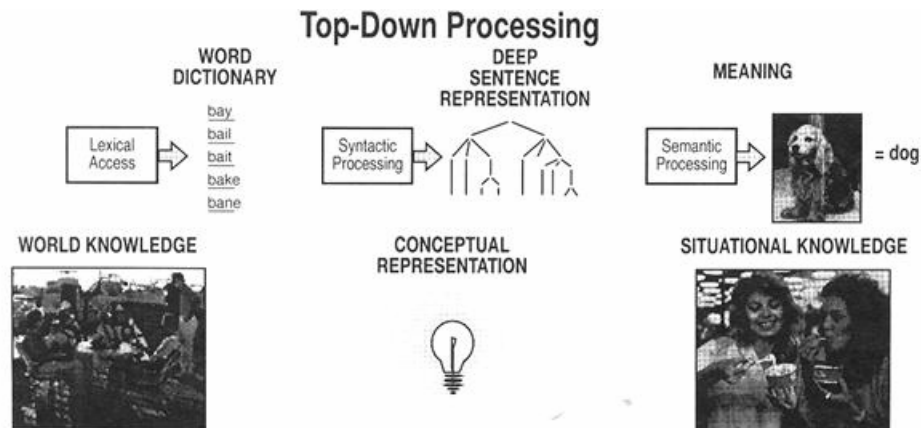 Top-Down Processing
WORD
DICTIONARY
bay
bail
bait
bake
bane
Lexical
Access
DEEP
SENTENCE
REPRESENTATION
Syntactic
Processing
MEANING
Semantic
Processing
= dog
WORLD KNOWLEDGE
CONCEPTUAL
REPRESENTATION
SITUATIONAL KNOWLEDGE